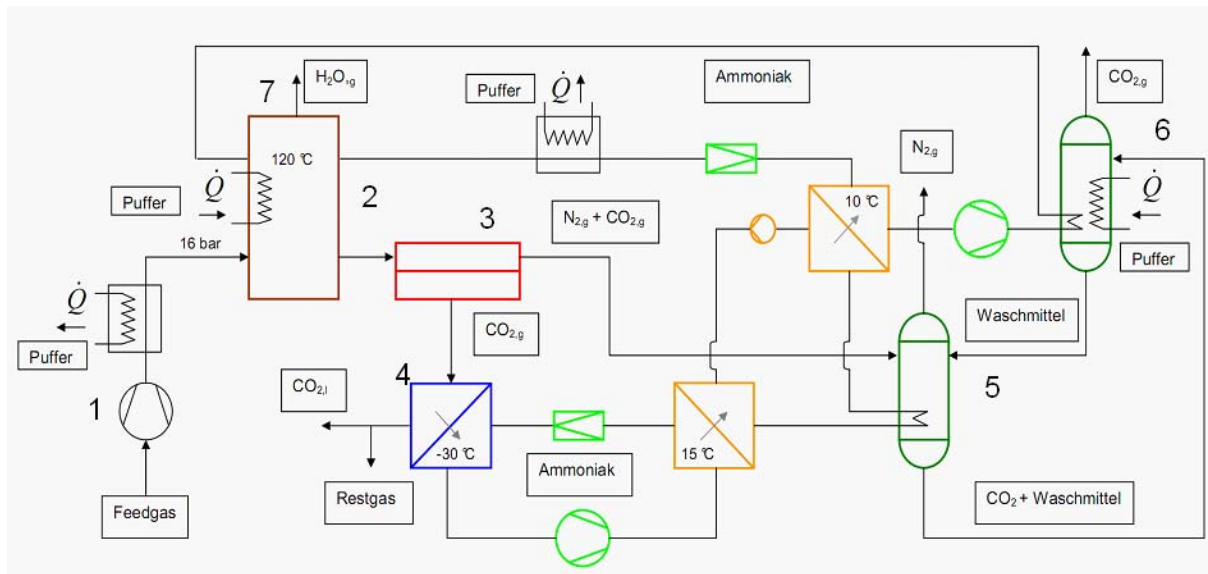 7
H₂O,g
Puffer
Q̇
Ammoniak
CO₂,g
6
120 °C
N₂,g
Q̇
Puffer
2
N₂,g + CO₂,g
3
10 °C
Q̇
16 bar
Puffer
Q̇
Waschmittel
CO₂,g
Puffer
5
CO₂,l
4
1
-30 °C
15 °C
Restgas
Ammoniak
CO₂ + Waschmittel
Feedgas